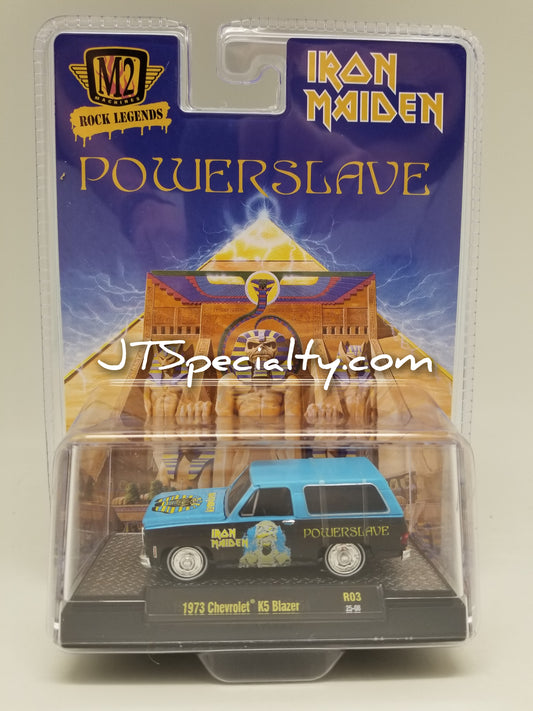 M2
MACHINES
ROCK LEGENDS
IRON
MAIDEN
POWERSLAVE
JTSpecialty.com
IRON
MAIDEN
POWERSLAVE
1973 Chevrolet® K5 Blazer
R03